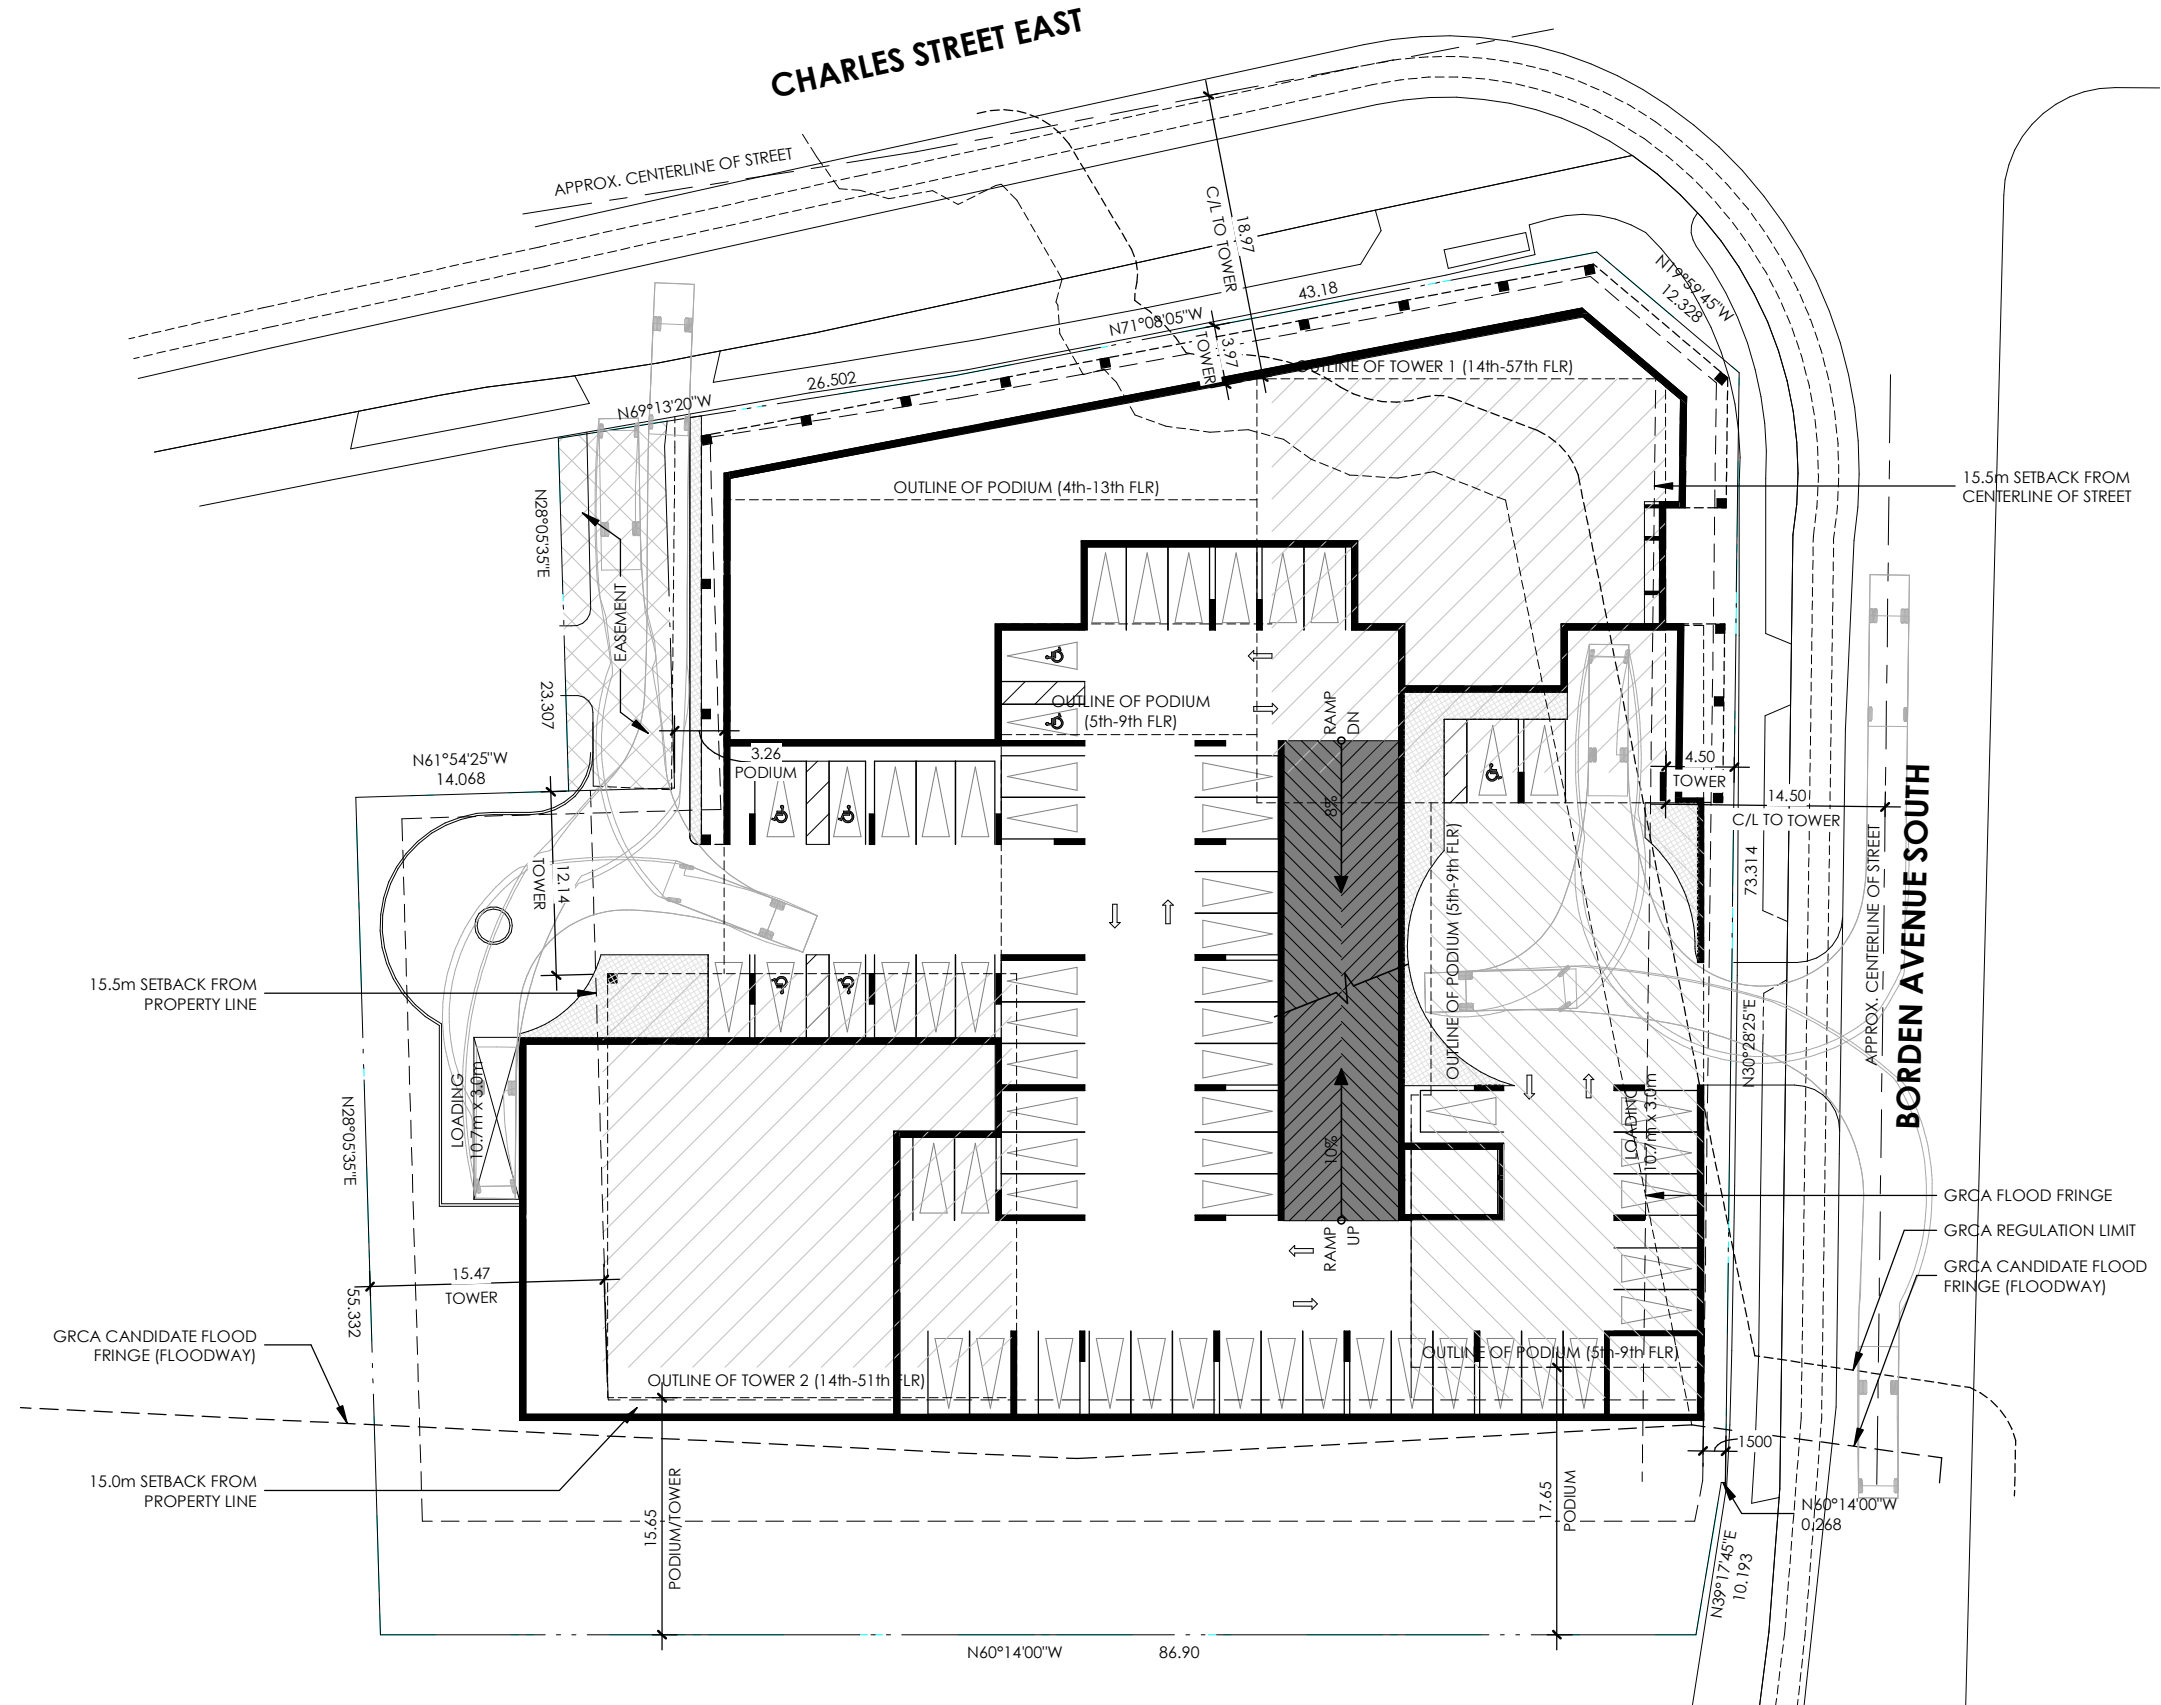 CHARLES STREET EAST
APPROX. CENTERLINE OF STREET
18.97
C/L TO TOWER
43.18
N71°08'05"W
3.97
TOWER
N19°59'45"W
12.328
26.502
N69°13'20"W
OUTLINE OF TOWER 1 (14th-57th FLR)
15.5m SETBACK FROM
CENTERLINE OF STREET
OUTLINE OF PODIUM (4th-13th FLR)
N28°05'35"E
23.307
EASEMENT
OUTLINE OF PODIUM
(5th-9th FLR)
RAMP
DN
8%
3.26
PODIUM
N61°54'25"W
14.068
4.50
TOWER
14.50
C/L TO TOWER
12.14
TOWER
OUTLINE OF PODIUM (5th-9th FLR)
73.314
N30°28'25"E
APPROX. CENTERLINE OF STREET
BORDEN AVENUE SOUTH
15.5m SETBACK FROM
PROPERTY LINE
LOADING
10.7m x 3.0m
LOADING
10.7m x 3.0m
10%
RAMP
UP
N28°05'35"E
55.332
15.47
TOWER
GRCA FLOOD FRINGE
GRCA REGULATION LIMIT
GRCA CANDIDATE FLOOD
FRINGE (FLOODWAY)
GRCA CANDIDATE FLOOD
FRINGE (FLOODWAY)
OUTLINE OF TOWER 2 (14th-51th FLR)
OUTLINE OF PODIUM (5th-9th FLR)
15.0m SETBACK FROM
PROPERTY LINE
15.65
PODIUM/TOWER
17.65
PODIUM
1500
N60°14'00"W
0.268
N39°17'45"E
10.193
N60°14'00"W
86.90